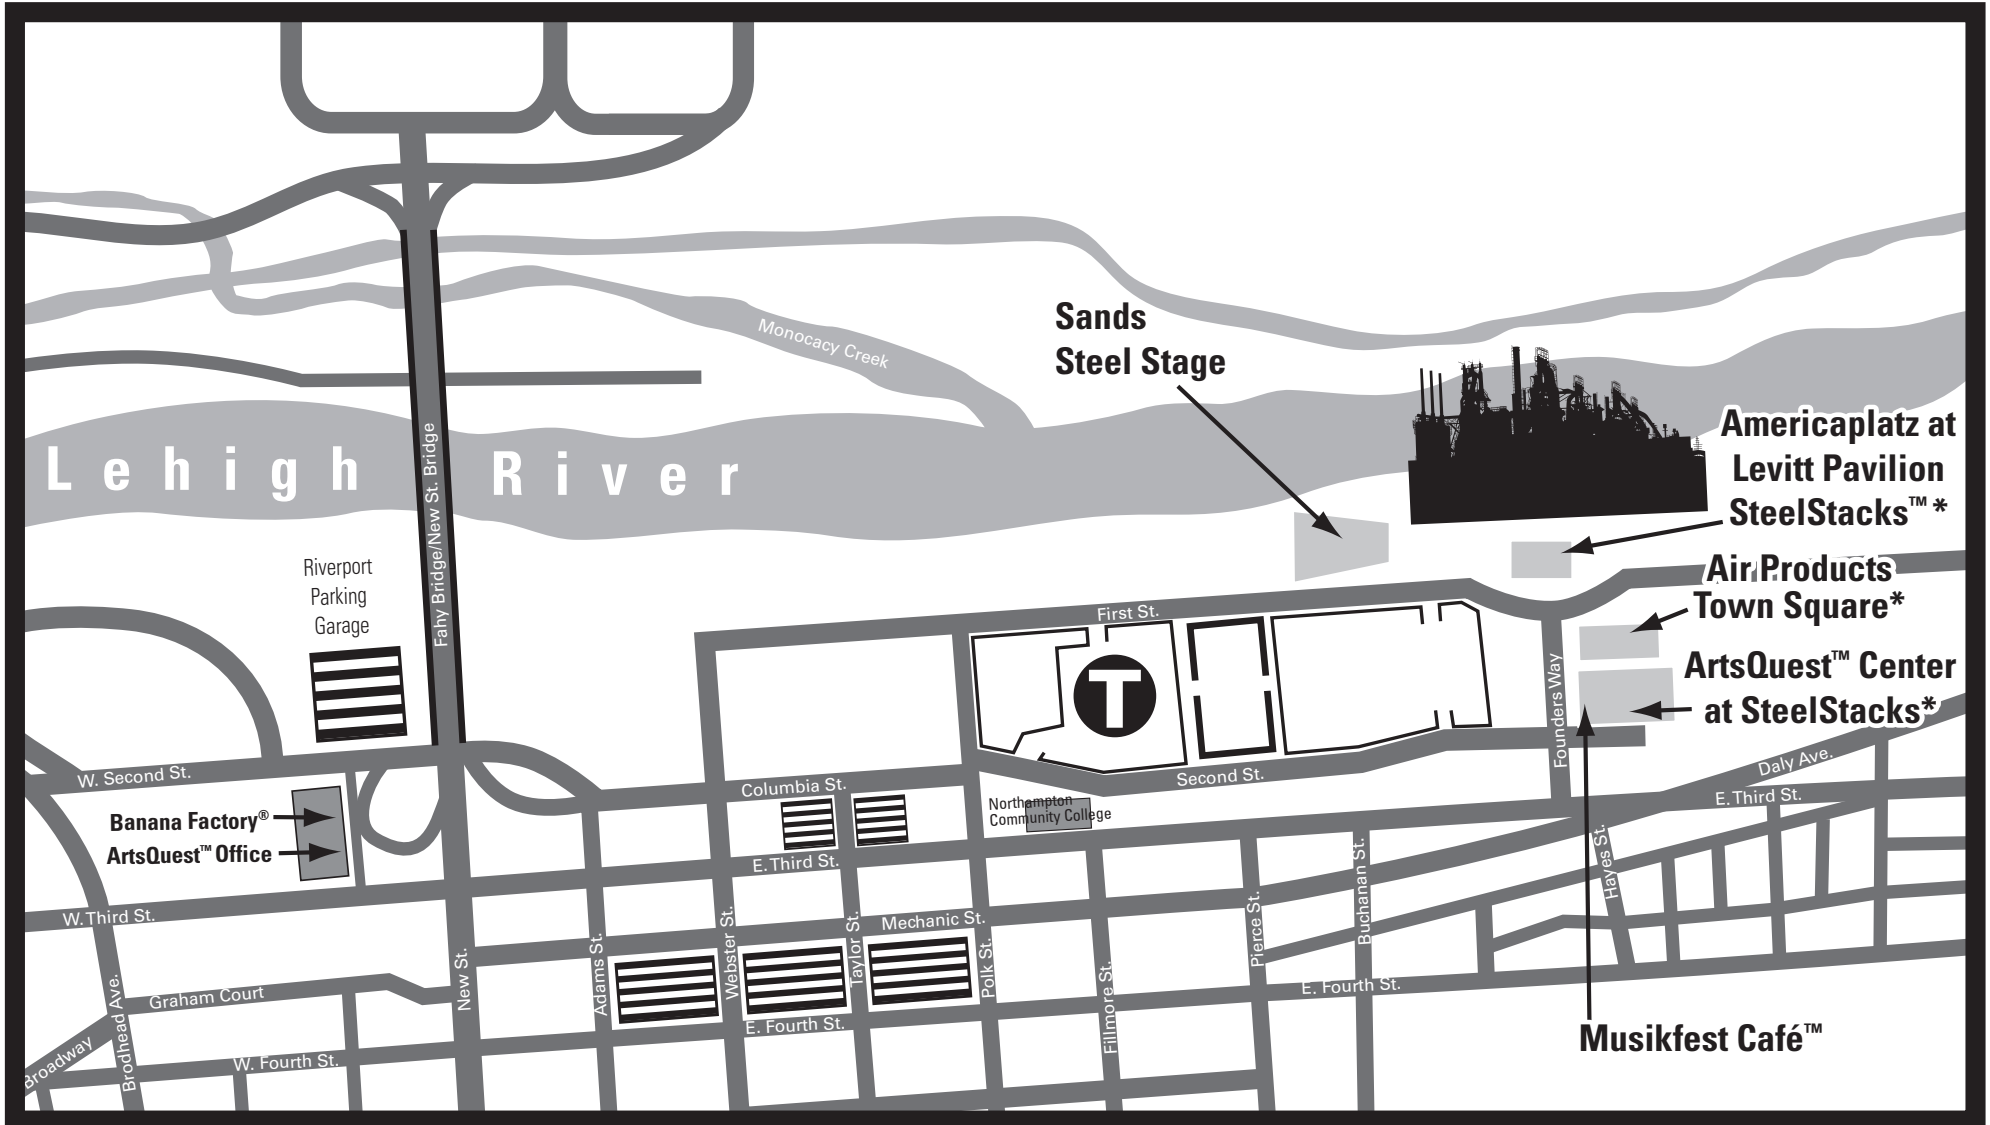 Monocacy Creek
Sands
Steel Stage
Lehigh River
Fahy Bridge/New St. Bridge
Americaplatz at
Levitt Pavilion
SteelStacks™ *
Riverport
Parking
Garage
Air Products
Town Square*
First St.
T
Founders Way
ArtsQuest™ Center
at SteelStacks*
W. Second St.
Columbia St.
Second St.
Daly Ave.
E. Third St.
Northampton
Community College
Banana Factory®
ArtsQuest™ Office
E. Third St.
Hayes St.
Buchanan St.
W. Third St.
Mechanic St.
Pierce St.
Webster St.
Taylor St.
Adams St.
Polk St.
New St.
Fillmore St.
Graham Court
Brodhead Ave.
E. Fourth St.
E. Fourth St.
W. Fourth St.
Broadway
Musikfest Café™